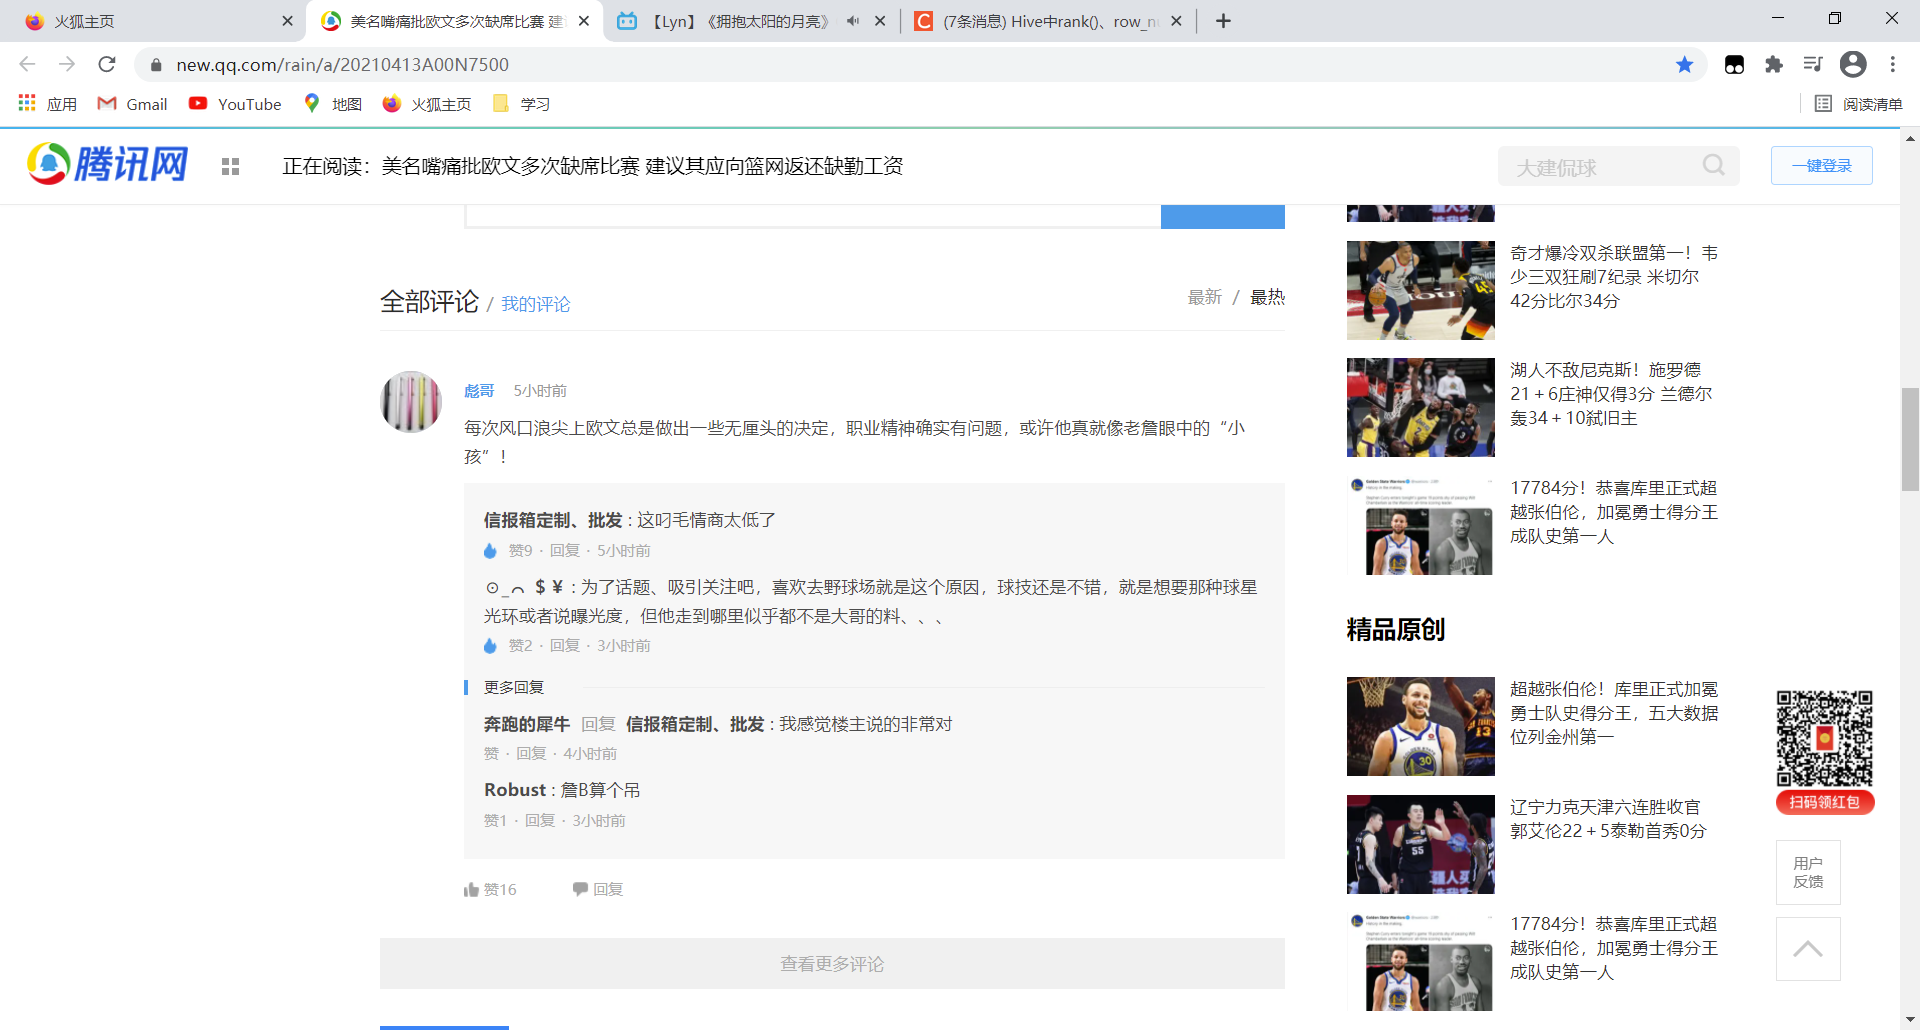 火狐主页
美名嘴痛批欧文多次缺席比赛 建
【Lyn】《拥抱太阳的月亮》
(7条消息) Hive中rank()、row_n
new.qq.com/rain/a/20210413A00N7500
应用
Gmail
YouTube
地图
火狐主页
学习
阅读清单
腾讯网
正在阅读：美名嘴痛批欧文多次缺席比赛 建议其应向篮网返还缺勤工资
大建侃球
一键登录
全部评论 / 我的评论
最新 / 最热
彪哥 5小时前
每次风口浪尖上欧文总是做出一些无厘头的决定，职业精神确实有问题，或许他真就像老詹眼中的“小
孩”！
信报箱定制、批发 : 这叼毛情商太低了
赞9 · 回复 · 5小时前
⊙_⌒ $ ¥ : 为了话题、吸引关注吧，喜欢去野球场就是这个原因，球技还是不错，就是想要那种球星
光环或者说曝光度，但他走到哪里似乎都不是大哥的料、、、
赞2 · 回复 · 3小时前
更多回复
奔跑的犀牛 回复 信报箱定制、批发 : 我感觉楼主说的非常对
赞 · 回复 · 4小时前
Robust : 詹B算个吊
赞1 · 回复 · 3小时前
赞16 回复
查看更多评论
奇才爆冷双杀联盟第一！韦
少三双狂刷7纪录 米切尔
42分比尔34分
湖人不敌尼克斯！施罗德
21＋6庄神仅得3分 兰德尔
轰34＋10弑旧主
17784分！恭喜库里正式超
越张伯伦，加冕勇士得分王
成队史第一人
精品原创
超越张伯伦！库里正式加冕
勇士队史得分王，五大数据
位列金州第一
辽宁力克天津六连胜收官
郭艾伦22＋5泰勒首秀0分
17784分！恭喜库里正式超
越张伯伦，加冕勇士得分王
成队史第一人
扫码领红包
用户
反馈